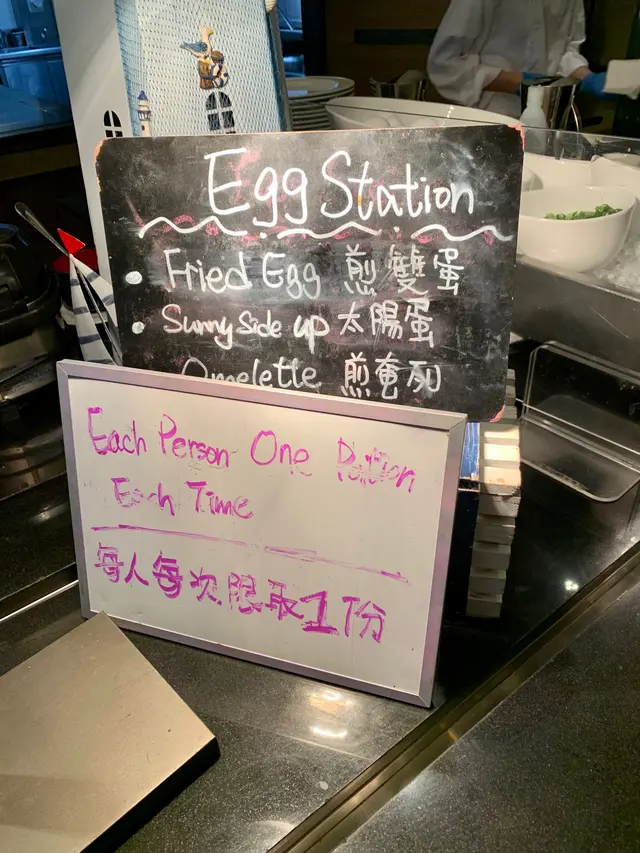 Egg Station
Fried Egg 煎雙蛋
Sunny Side up 太陽蛋
Omelette 煎奄列
Each Person One Potion
Each Time
每人每次限取1份